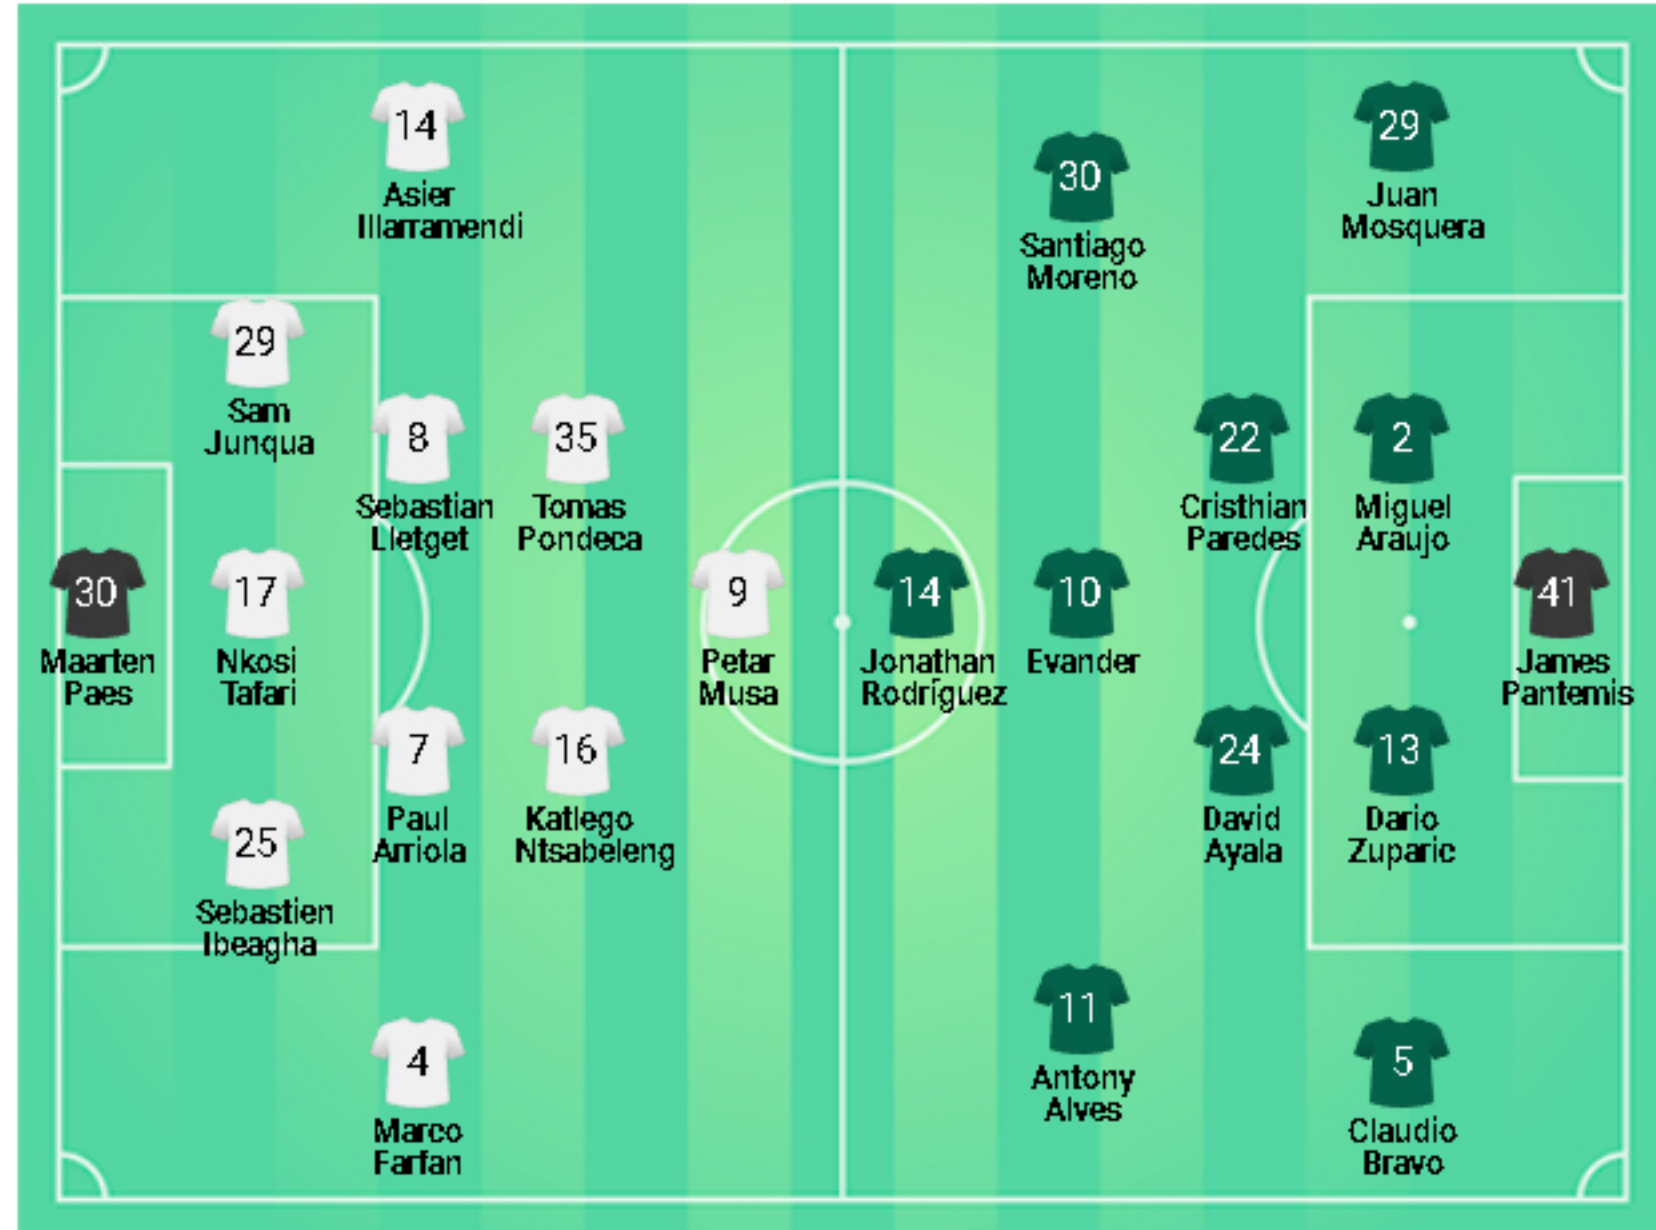 14
Asier
Illarramendi
29
Sam
Junqua
8
Sebastian
Lletget
35
Tomas
Pondeca
30
Maarten
Paes
17
Nkosi
Tafari
9
Petar
Musa
7
Paul
Arriola
16
Katlego
Ntsabeleng
25
Sebastien
Ibeagha
4
Marco
Farfan
30
Santiago
Moreno
29
Juan
Mosquera
22
Cristhian
Paredes
2
Miguel
Araujo
14
Jonathan
Rodríguez
10
Evander
41
James
Pantemis
24
David
Ayala
13
Dario
Zuparic
11
Antony
Alves
5
Claudio
Bravo